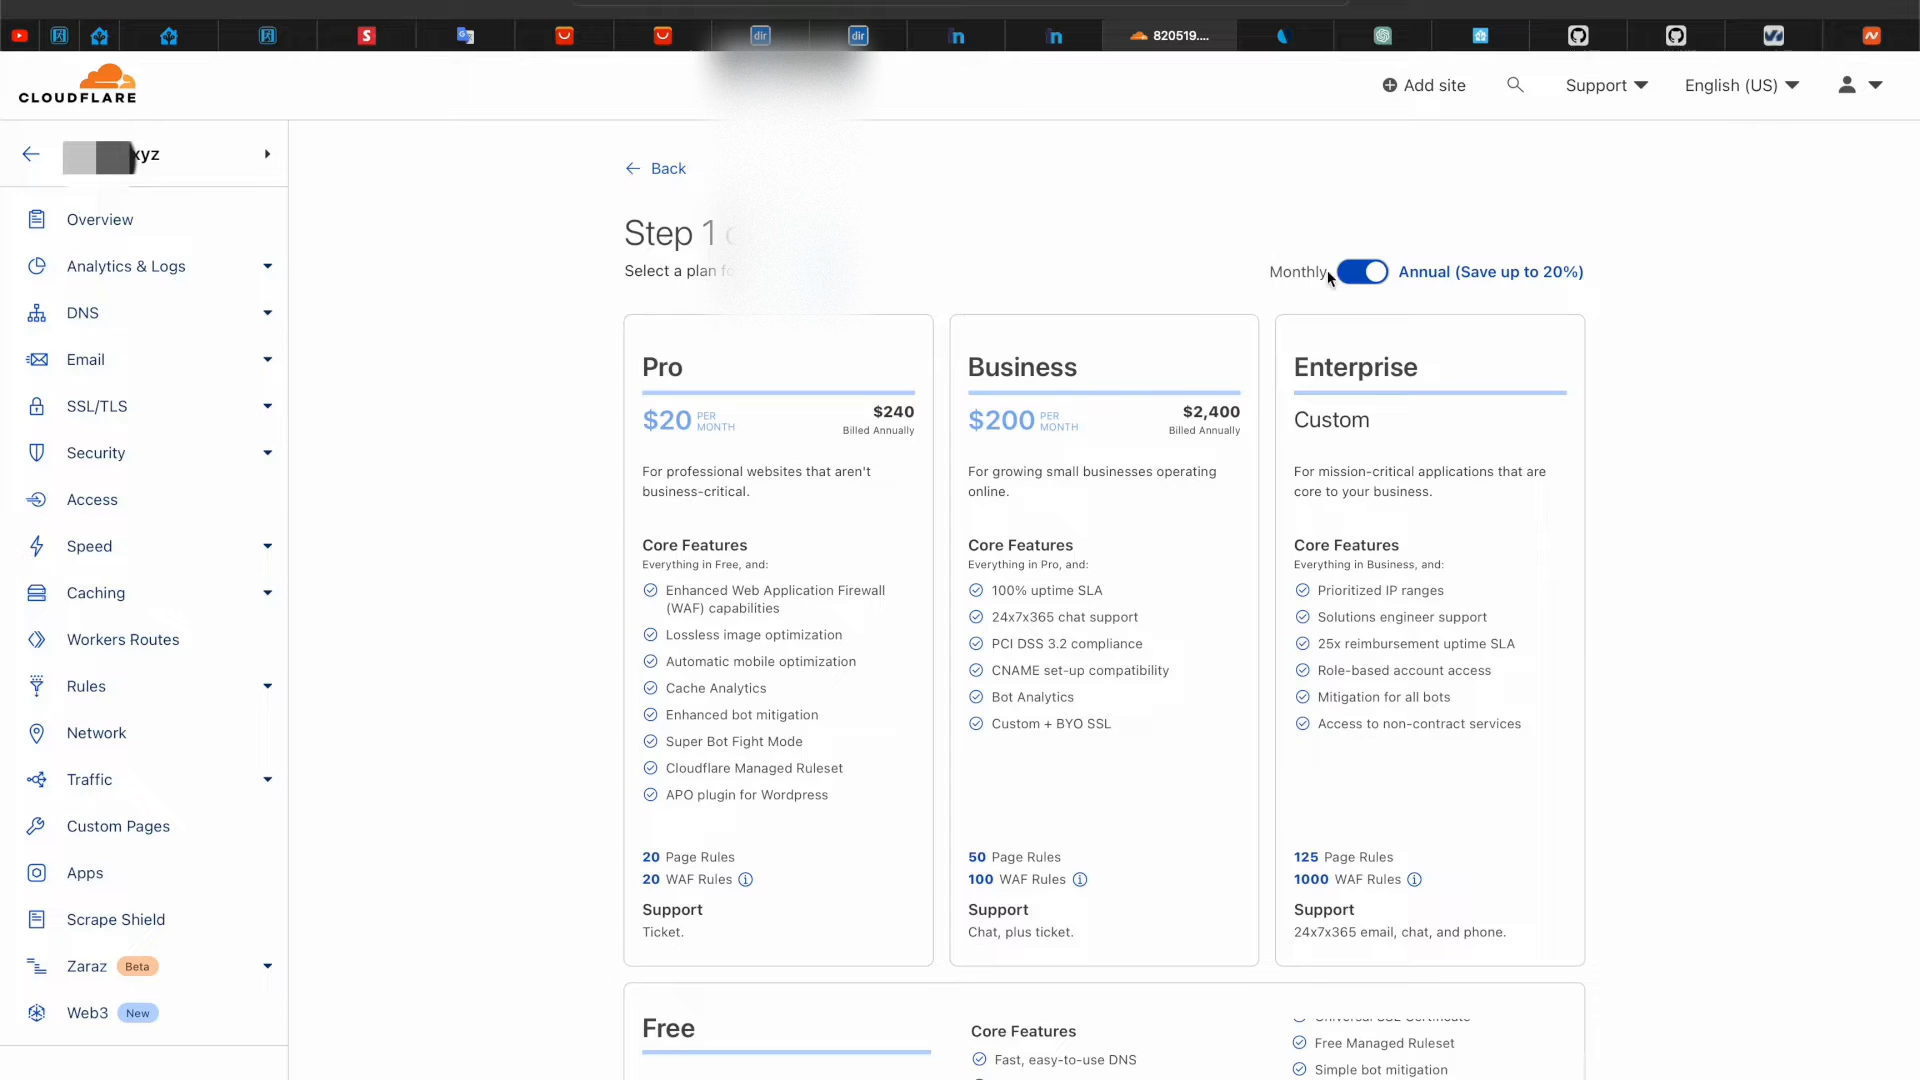 820519....
CLOUDFLARE
Add site
Support
English (US)
xyz
Overview
Analytics & Logs
DNS
Email
SSL/TLS
Security
Access
Speed
Caching
Workers Routes
Rules
Network
Traffic
Custom Pages
Apps
Scrape Shield
Zaraz Beta
Web3 New
Back
Step 1
Select a plan
Monthly
Annual (Save up to 20%)
Pro
$20 PER MONTH
$240
Billed Annually
For professional websites that aren't
business-critical.
Core Features
Everything in Free, and:
Enhanced Web Application Firewall
(WAF) capabilities
Lossless image optimization
Automatic mobile optimization
Cache Analytics
Enhanced bot mitigation
Super Bot Fight Mode
Cloudflare Managed Ruleset
APO plugin for Wordpress
20 Page Rules
20 WAF Rules
Support
Ticket.
Business
$200 PER MONTH
$2,400
Billed Annually
For growing small businesses operating
online.
Core Features
Everything in Pro, and:
100% uptime SLA
24x7x365 chat support
PCI DSS 3.2 compliance
CNAME set-up compatibility
Bot Analytics
Custom + BYO SSL
50 Page Rules
100 WAF Rules
Support
Chat, plus ticket.
Enterprise
Custom
For mission-critical applications that are
core to your business.
Core Features
Everything in Business, and:
Prioritized IP ranges
Solutions engineer support
25x reimbursement uptime SLA
Role-based account access
Mitigation for all bots
Access to non-contract services
125 Page Rules
1000 WAF Rules
Support
24x7x365 email, chat, and phone.
Free
Core Features
Fast, easy-to-use DNS
Free Managed Ruleset
Simple bot mitigation